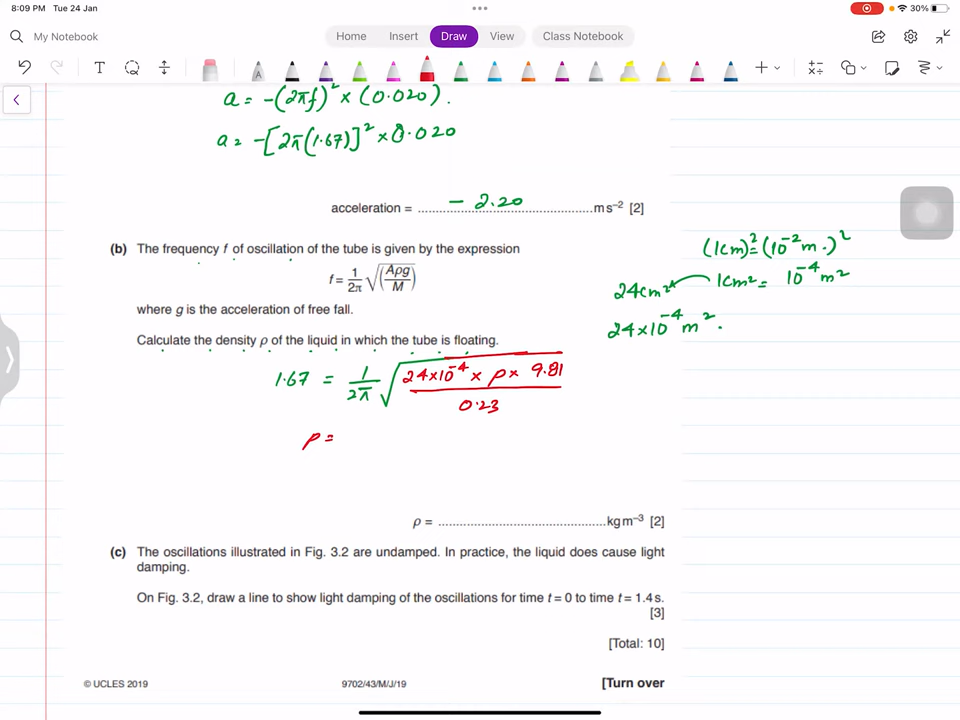 8:09 PM Tue 24 Jan
30%
My Notebook
Home Insert Draw View Class Notebook
a = -(2πf)² × (0.020).
a = -[2π(1.67)]² × 0.020
acceleration = - 2.20 m s⁻² [2]
(1cm)² = (10⁻² m.)²
1cm² = 10⁻⁴ m²
24cm²
24×10⁻⁴ m².
(b) The frequency f of oscillation of the tube is given by the expression
f = 1/2π √(Aρg/M)
where g is the acceleration of free fall.
Calculate the density ρ of the liquid in which the tube is floating.
1.67 = 1/2π √(24×10⁻⁴ × ρ × 9.81/0.23)
ρ =
ρ = ..........................................kg m⁻³ [2]
(c) The oscillations illustrated in Fig. 3.2 are undamped. In practice, the liquid does cause light
damping.
On Fig. 3.2, draw a line to show light damping of the oscillations for time t = 0 to time t = 1.4 s.
[3]
[Total: 10]
© UCLES 2019 9702/43/M/J/19 [Turn over